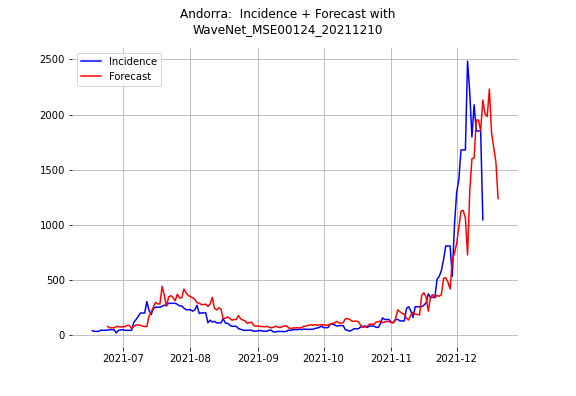 Andorra:  Incidence + Forecast with
WaveNet_MSE00124_20211210
Incidence
Forecast
2500
2000
1500
1000
500
0
2021-07 2021-08 2021-09 2021-10 2021-11 2021-12